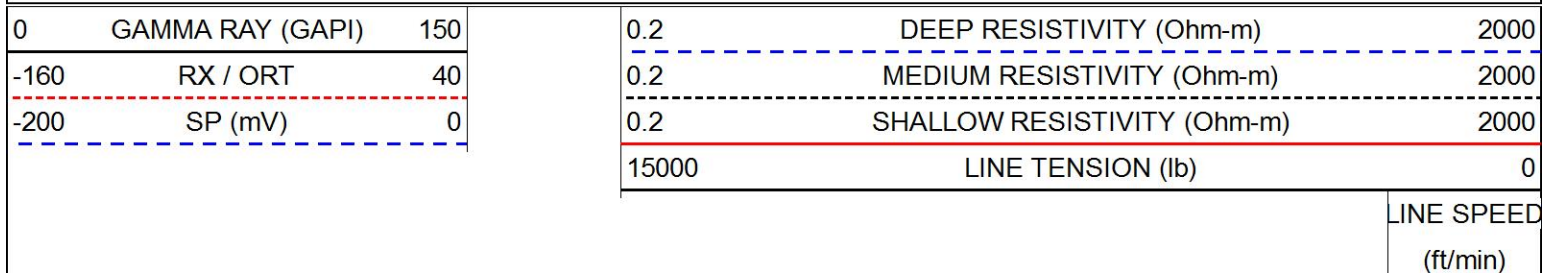 0 GAMMA RAY (GAPI) 150 0.2 DEEP RESISTIVITY (Ohm-m) 2000
-160 RX / ORT 40 0.2 MEDIUM RESISTIVITY (Ohm-m) 2000
-200 SP (mV) 0 0.2 SHALLOW RESISTIVITY (Ohm-m) 2000
15000 LINE TENSION (lb) 0
LINE SPEED
(ft/min)